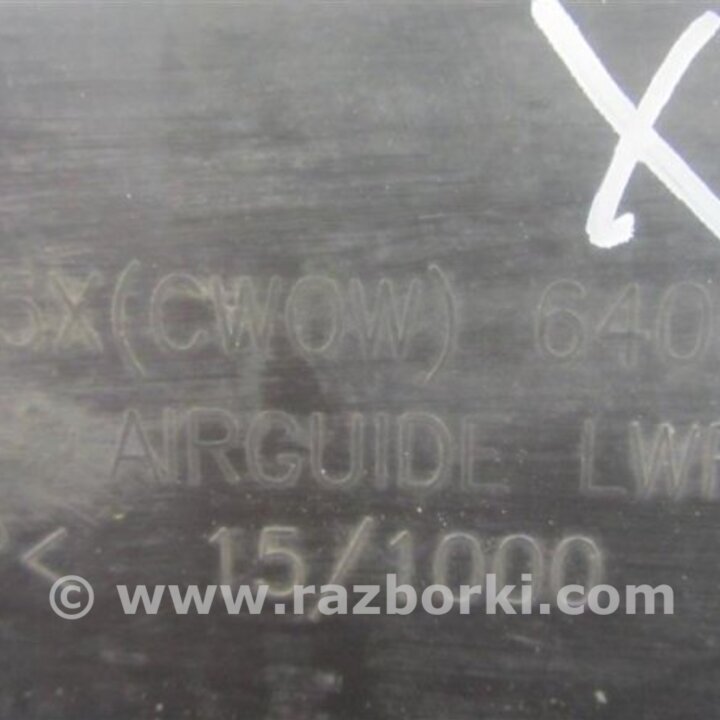 X
5X(CWOW) 640
AIRGUIDE LWR
< 15/1000
© www.razborki.com